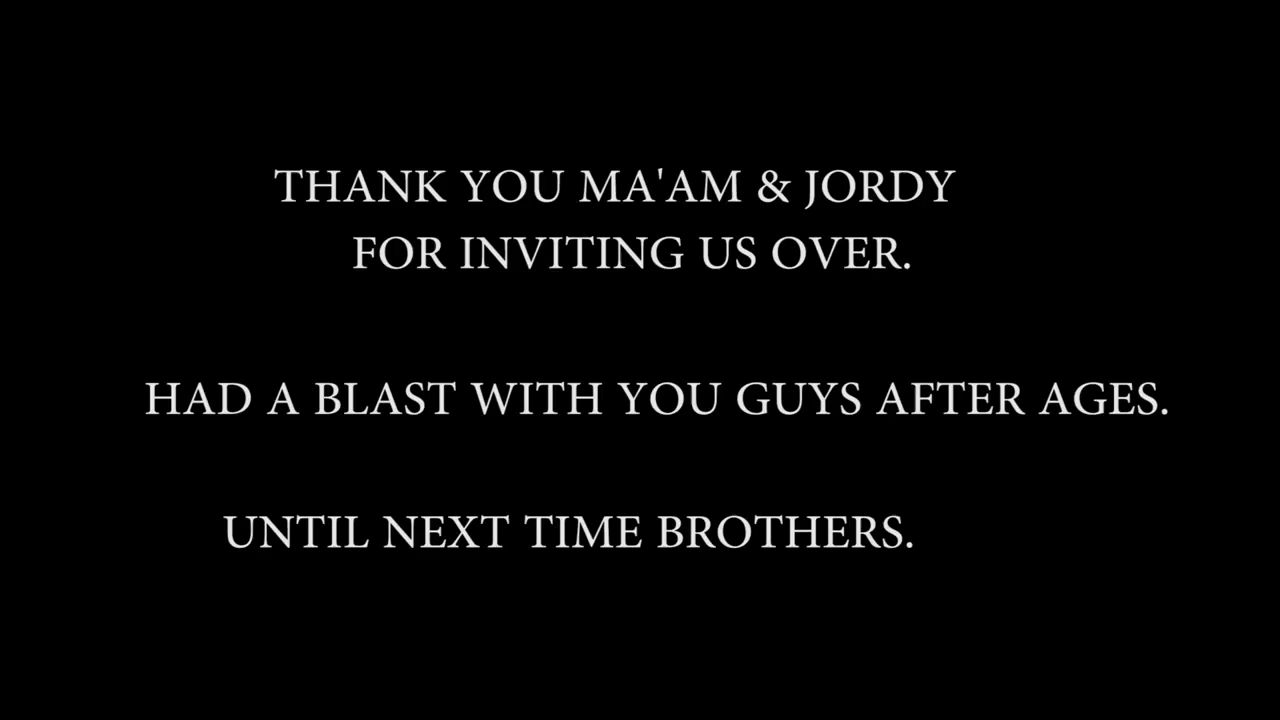 THANK YOU MA'AM & JORDY
FOR INVITING US OVER.
HAD A BLAST WITH YOU GUYS AFTER AGES.
UNTIL NEXT TIME BROTHERS.